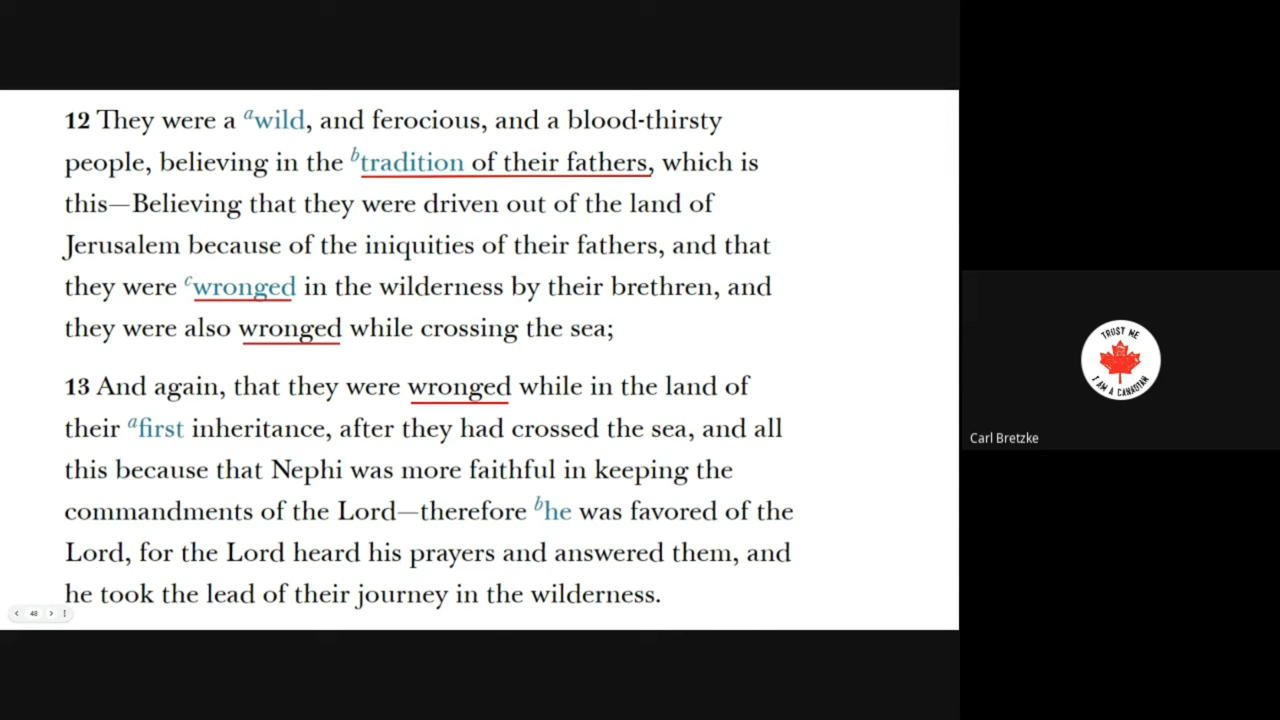 12 They were a ᵃwild, and ferocious, and a blood-thirsty
people, believing in the ᵇtradition of their fathers, which is
this—Believing that they were driven out of the land of
Jerusalem because of the iniquities of their fathers, and that
they were ᶜwronged in the wilderness by their brethren, and
they were also wronged while crossing the sea;
13 And again, that they were wronged while in the land of
their ᵃfirst inheritance, after they had crossed the sea, and all
this because that Nephi was more faithful in keeping the
commandments of the Lord—therefore ᵇhe was favored of the
Lord, for the Lord heard his prayers and answered them, and
he took the lead of their journey in the wilderness.
48
TRUST ME
I AM A CANADIAN
Carl Bretzke